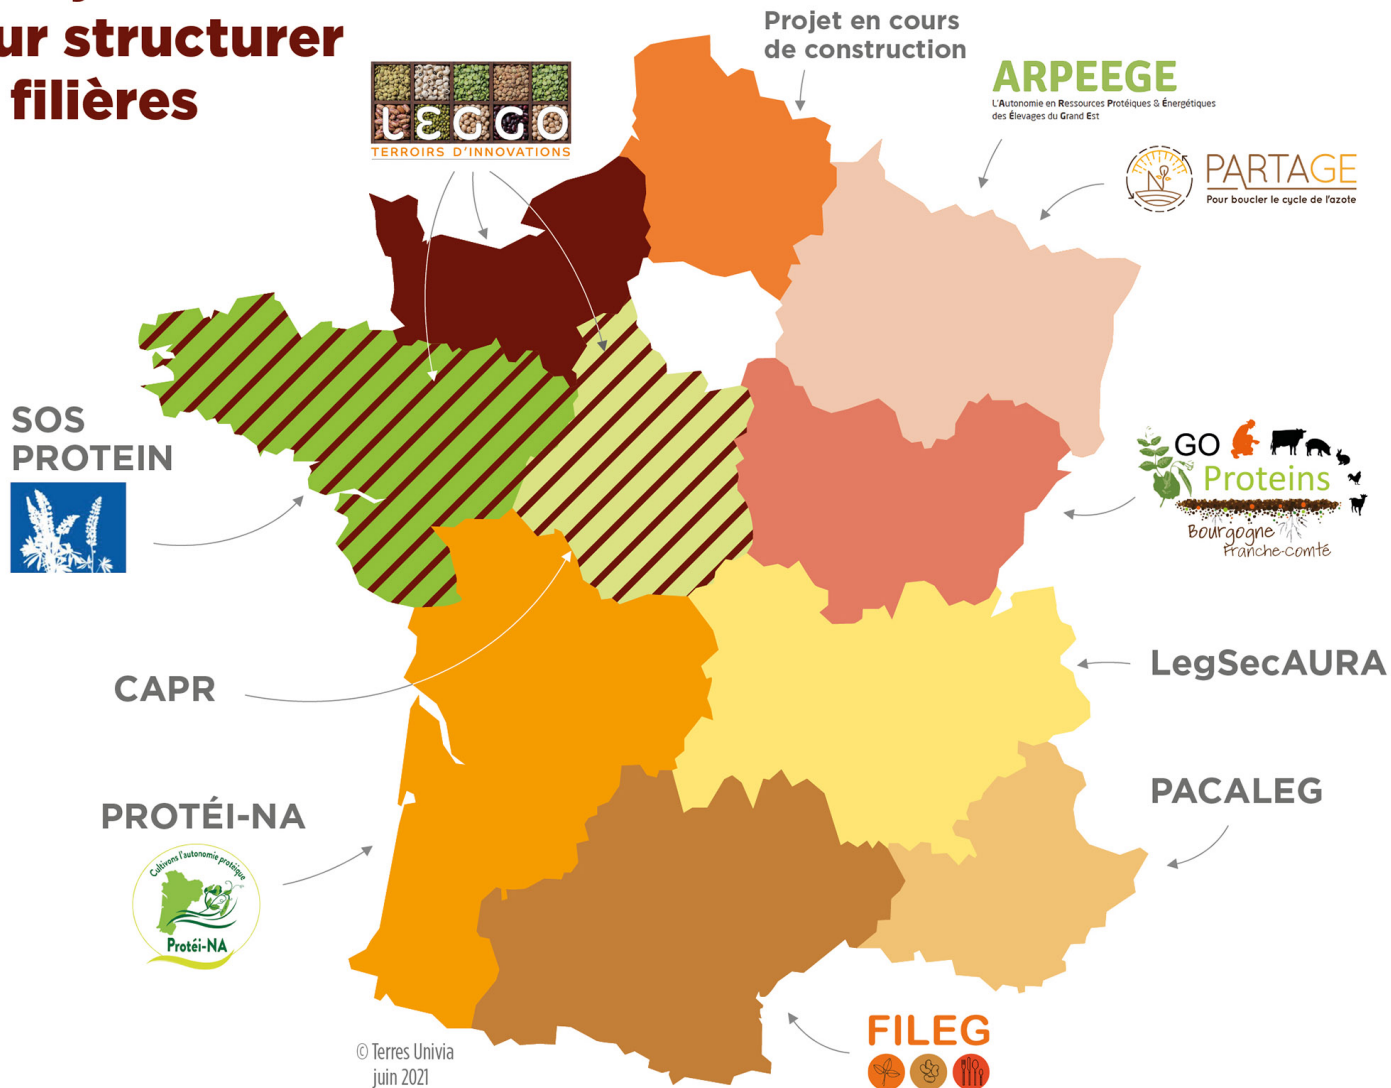 ur structurer
filières
LEGGO
TERROIRS D'INNOVATIONS
Projet en cours
de construction
ARPEEGE
L'Autonomie en Ressources Protéiques & Énergétiques
des Élevages du Grand Est
PARTAGE
Pour boucler le cycle de l'azote
SOS
PROTEIN
GO
Proteins
Bourgogne
Franche-comté
CAPR
LegSecAURA
PROTÉI-NA
Cultivons l'autonomie protéique
Protéi-NA
PACALEG
FILEG
© Terres Univia
juin 2021